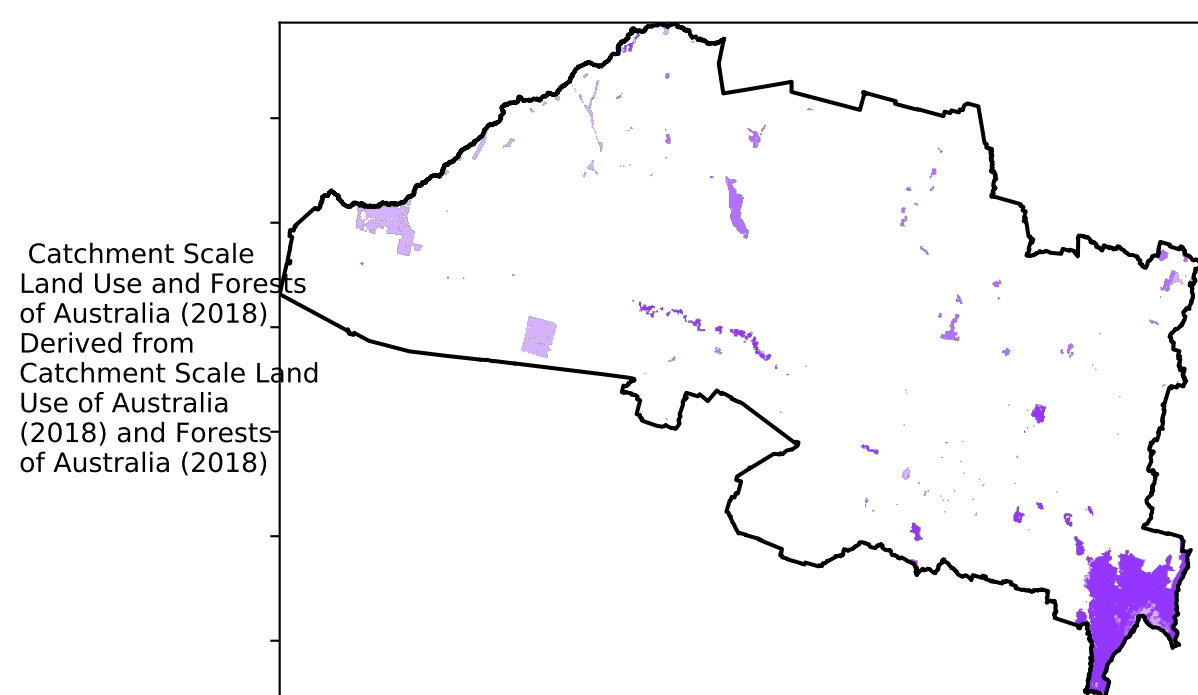 Catchment Scale
Land Use and Forests
of Australia (2018)
Derived from
Catchment Scale Land
Use of Australia
(2018) and Forests
of Australia (2018)